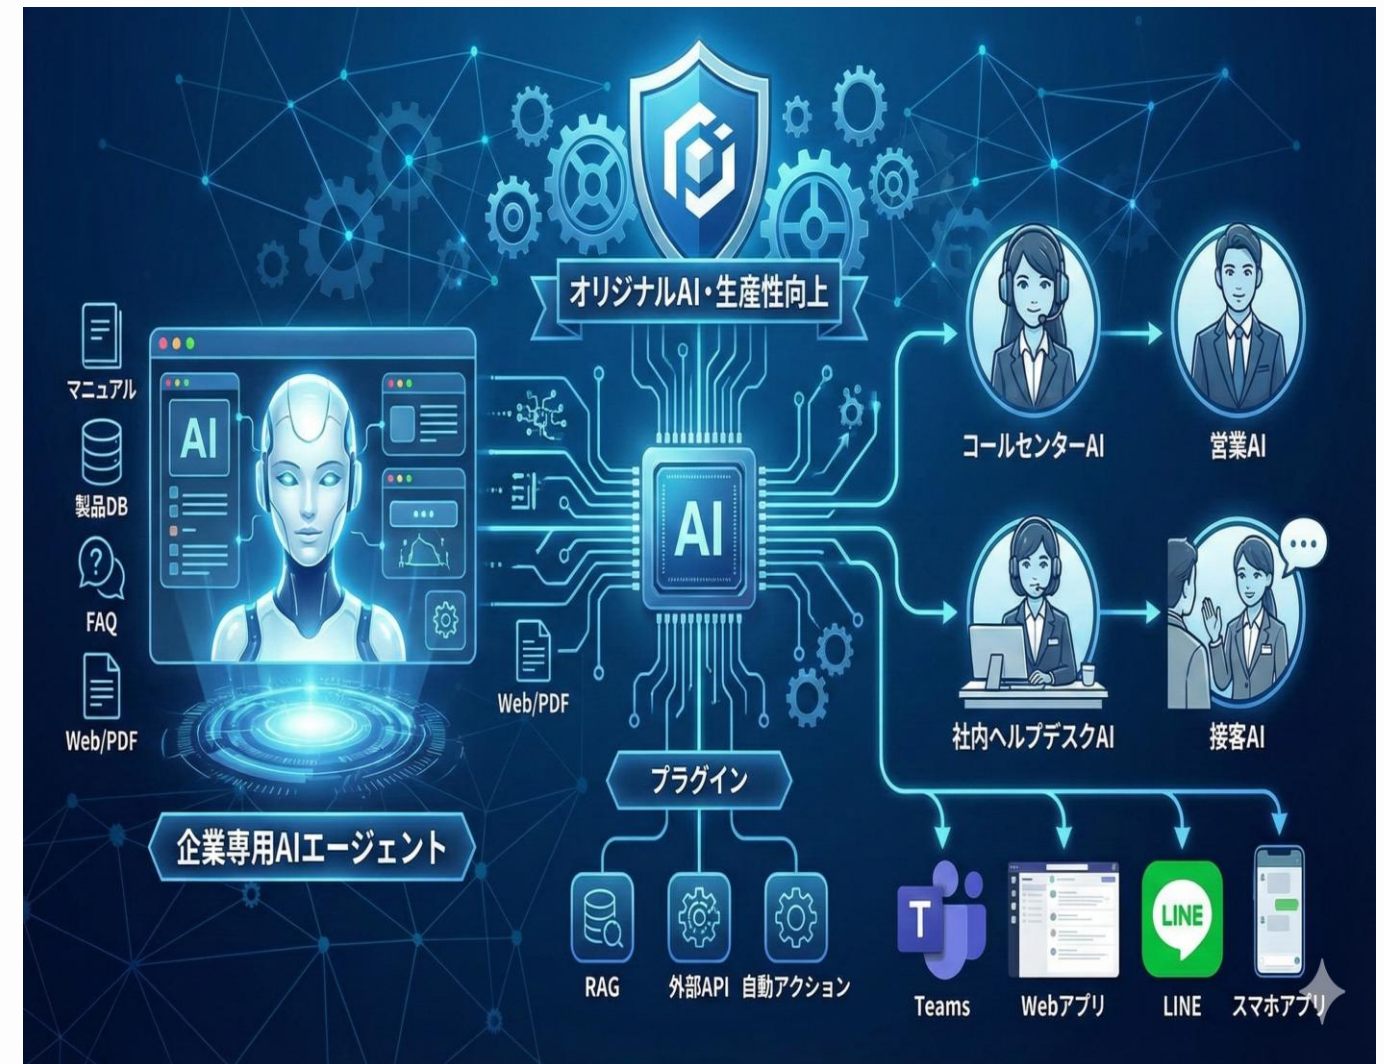 オリジナルAI・生産性向上
マニュアル
製品DB
FAQ
Web/PDF
AI
企業専用AIエージェント
Web/PDF
AI
プラグイン
RAG
外部API
自動アクション
コールセンターAI
営業AI
社内ヘルプデスクAI
接客AI
T
Teams
Webアプリ
LINE
LINE
スマホアプリ